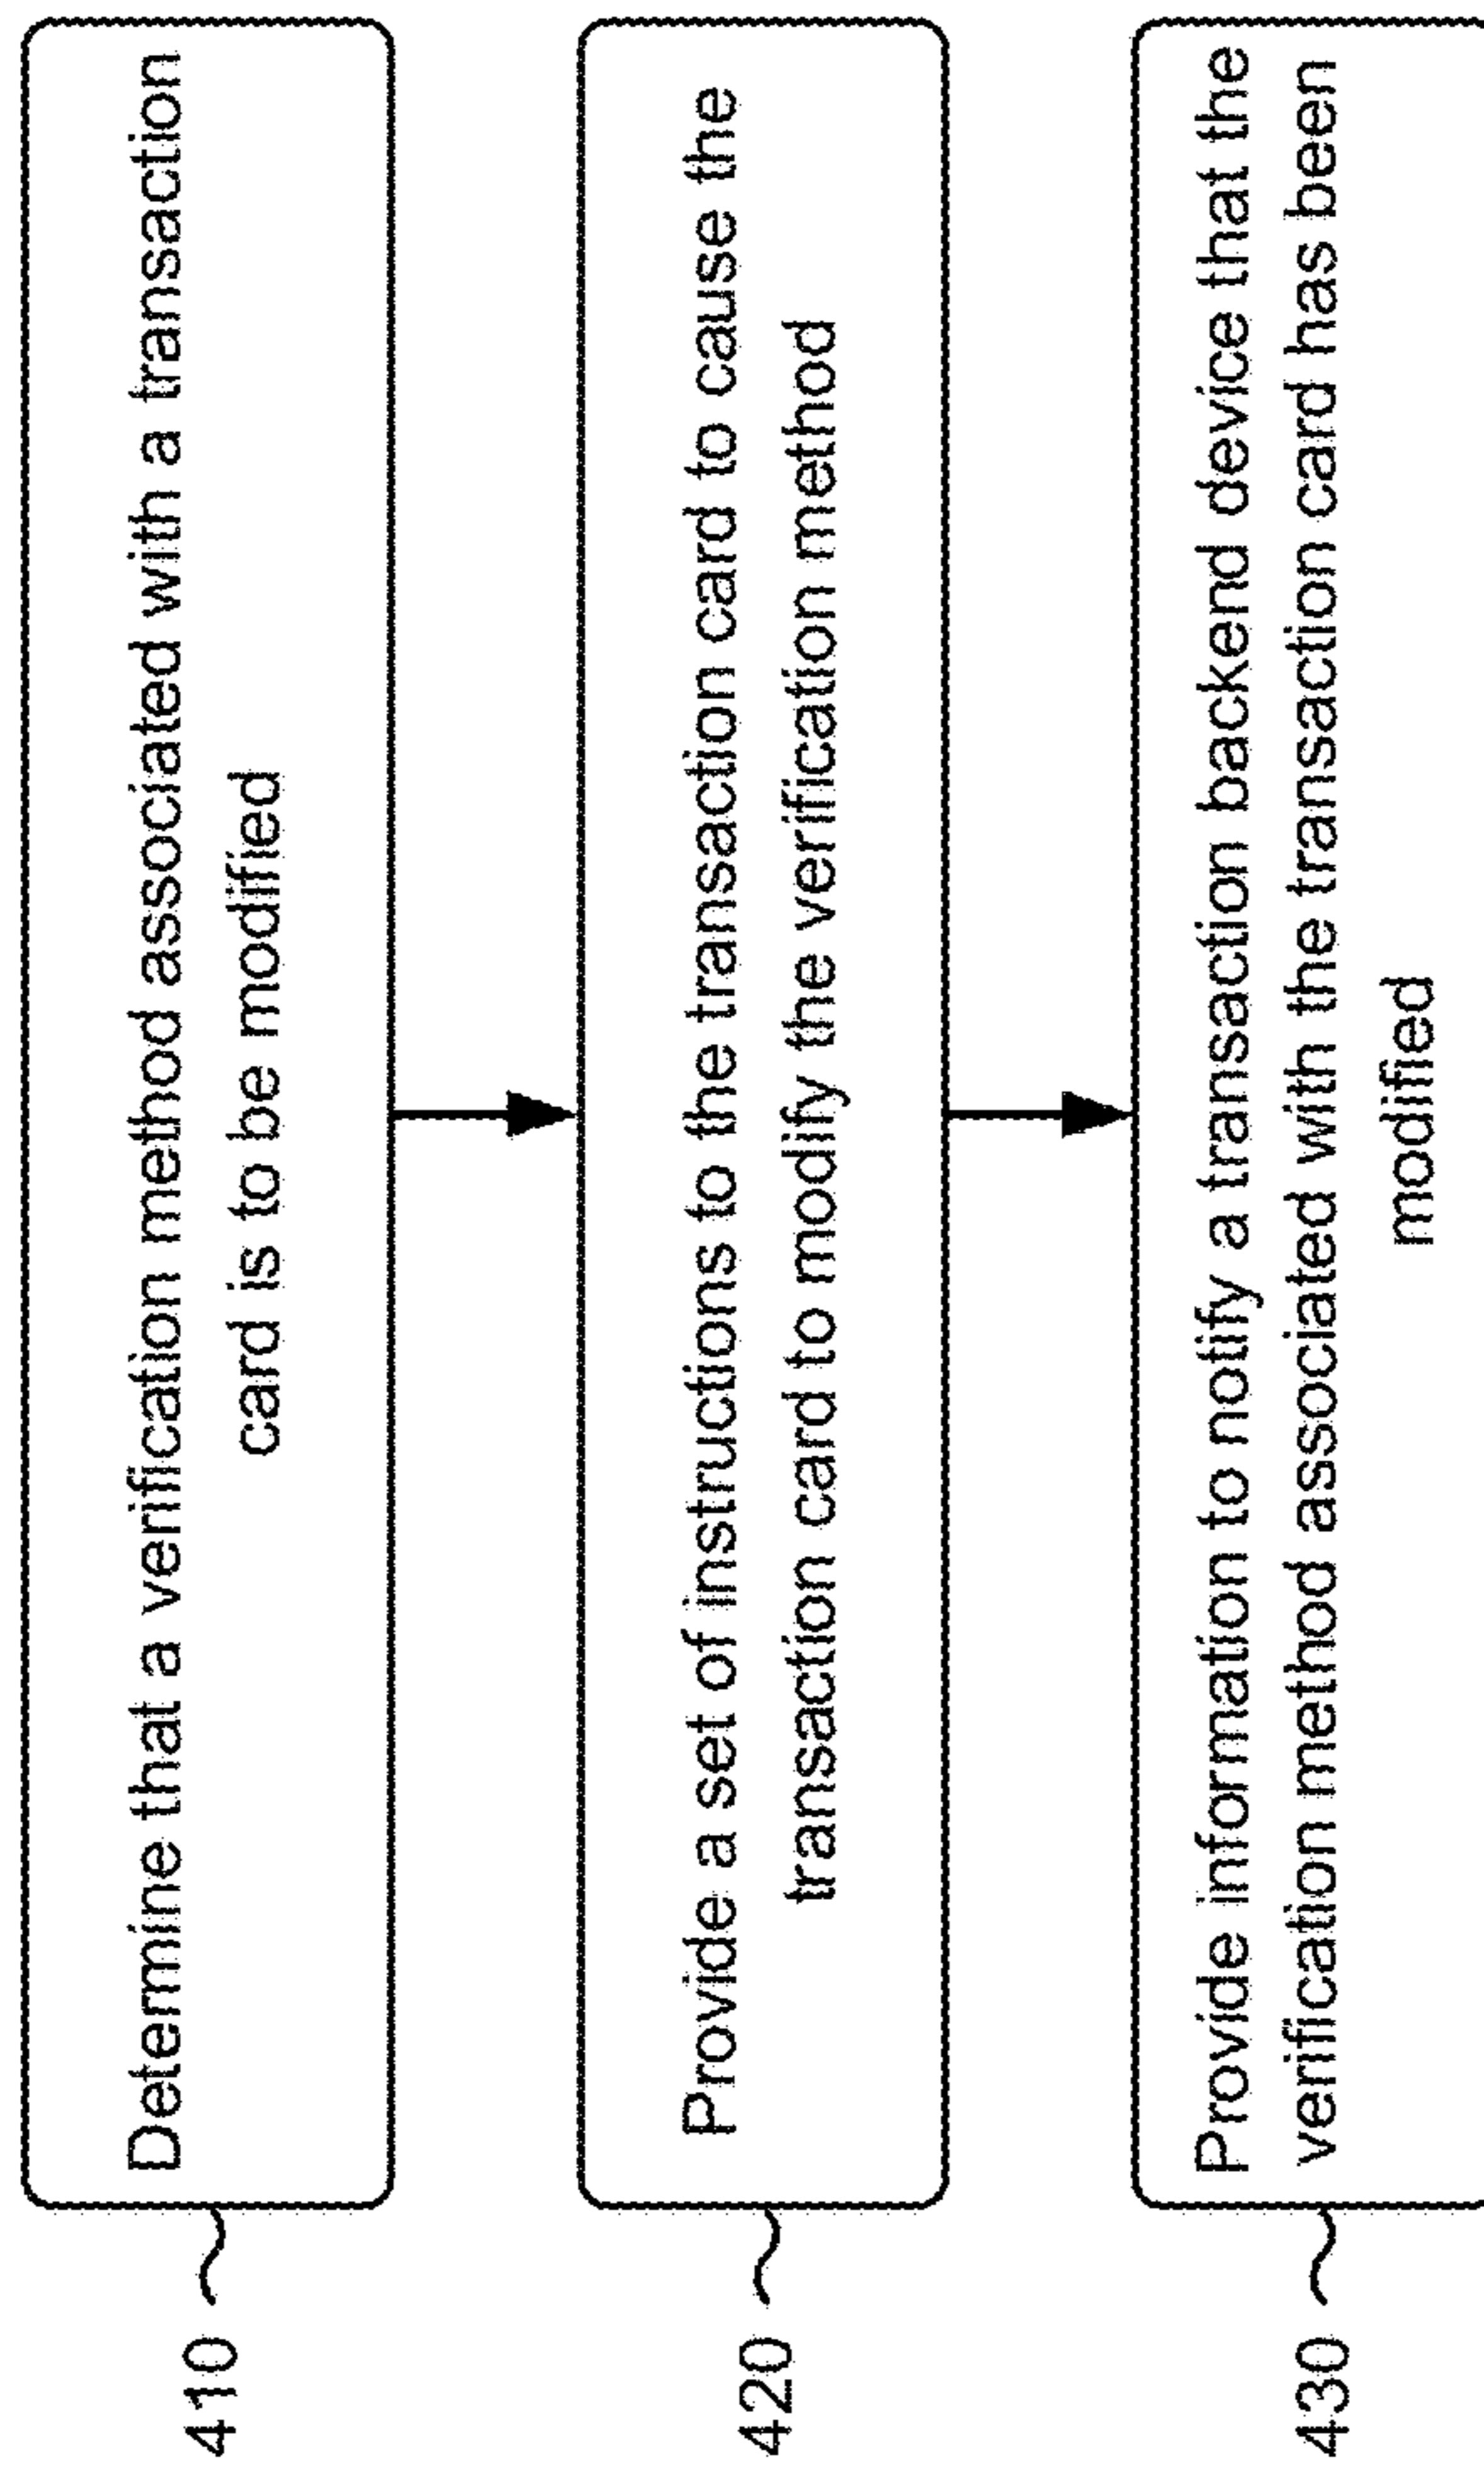 410
Determine that a verification method associated with a transaction
card is to be modified
420
Provide a set of instructions to the transaction card to cause the
transaction card to modify the verification method
430
Provide information to notify a transaction backend device that the
verification method associated with the transaction card has been
modified